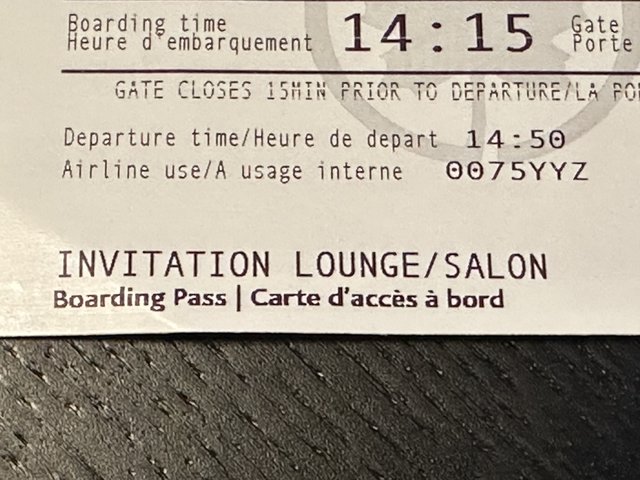 Boarding time
Heure d'embarquement 14:15 Gate
Porte
GATE CLOSES 15MIN PRIOR TO DEPARTURE/LA
Departure time/Heure de depart 14:50
Airline use/A usage interne 0075YYZ
INVITATION LOUNGE/SALON
Boarding Pass | Carte d'accès à bord